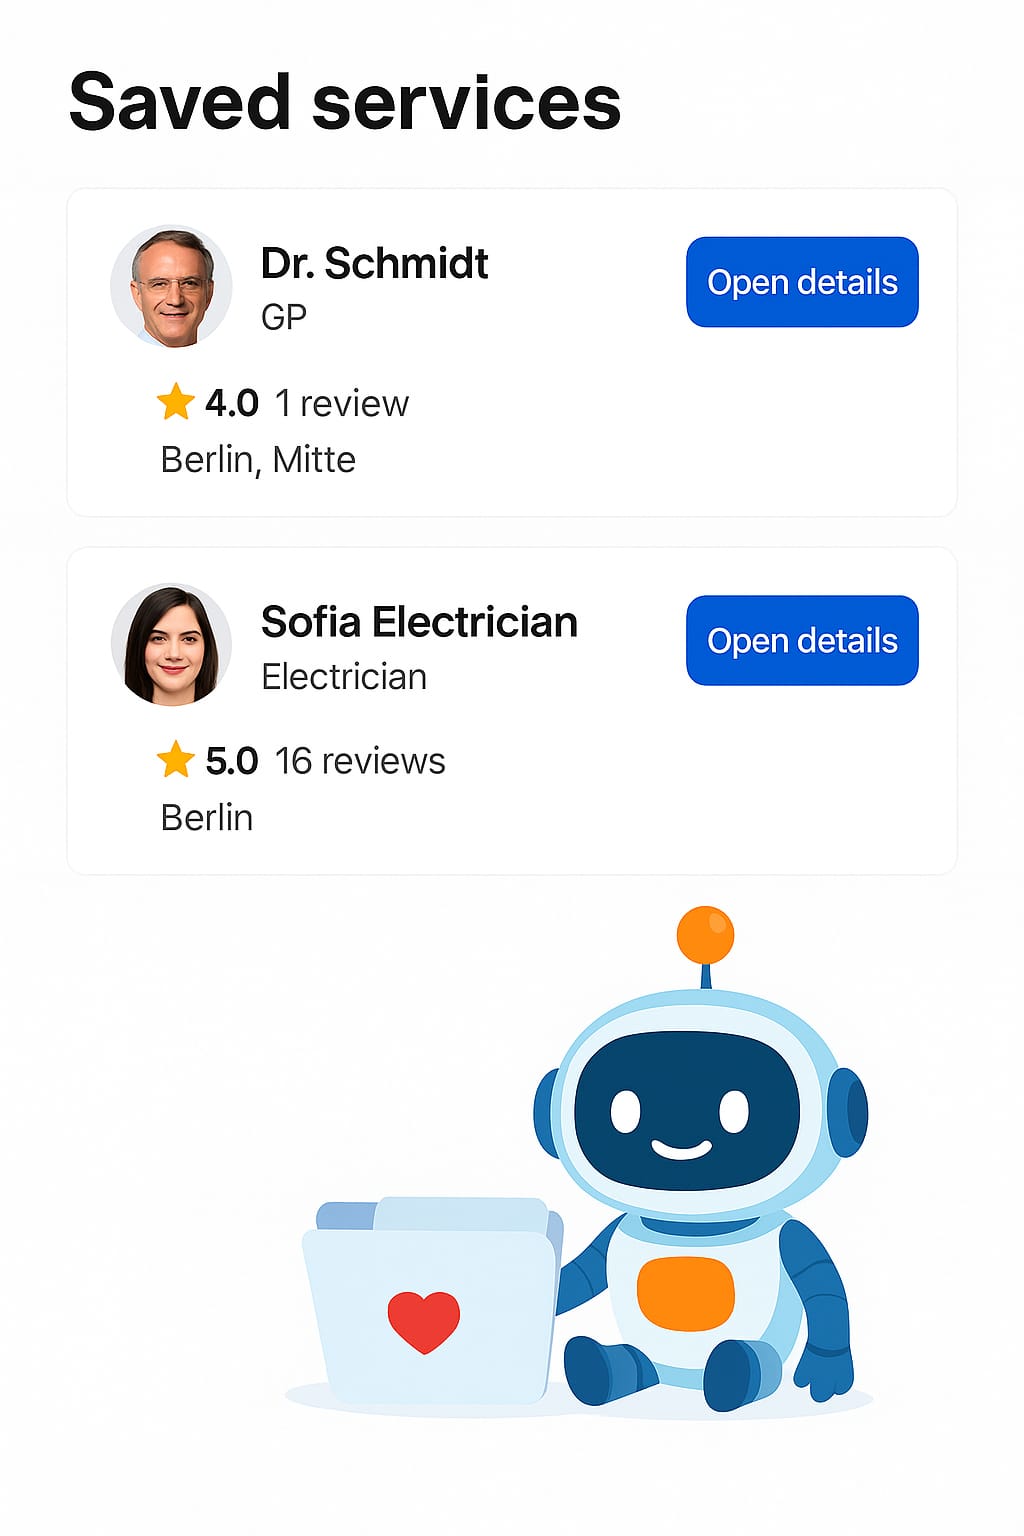 Saved services
Dr. Schmidt
GP
Open details
4.0 1 review
Berlin, Mitte
Sofia Electrician
Electrician
Open details
5.0 16 reviews
Berlin